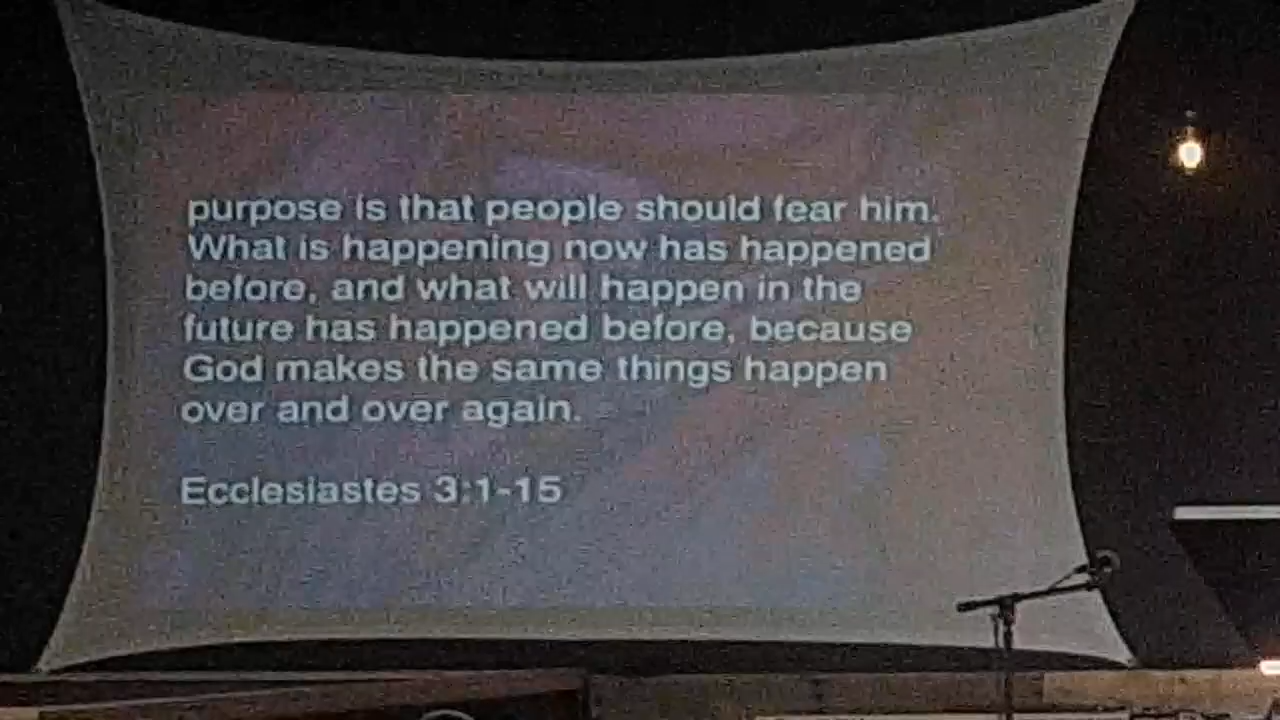 purpose is that people should fear him.
What is happening now has happened
before, and what will happen in the
future has happened before, because
God makes the same things happen
over and over again.
Ecclesiastes 3:1-15